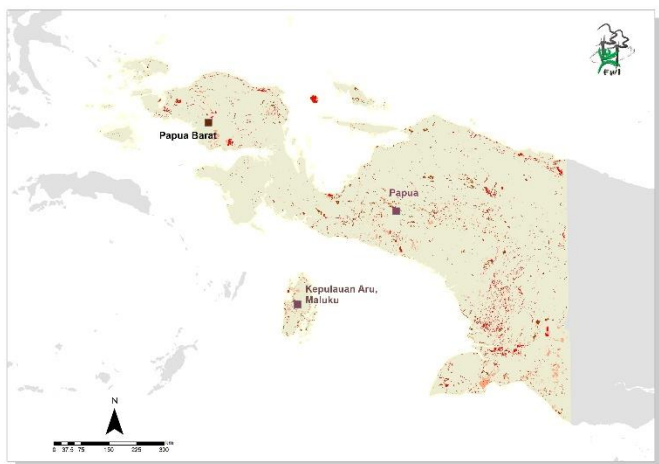 FWI
Papua Barat
Papua
Kepulauan Aru,
Maluku
N
0 37.5 75 150 225 300